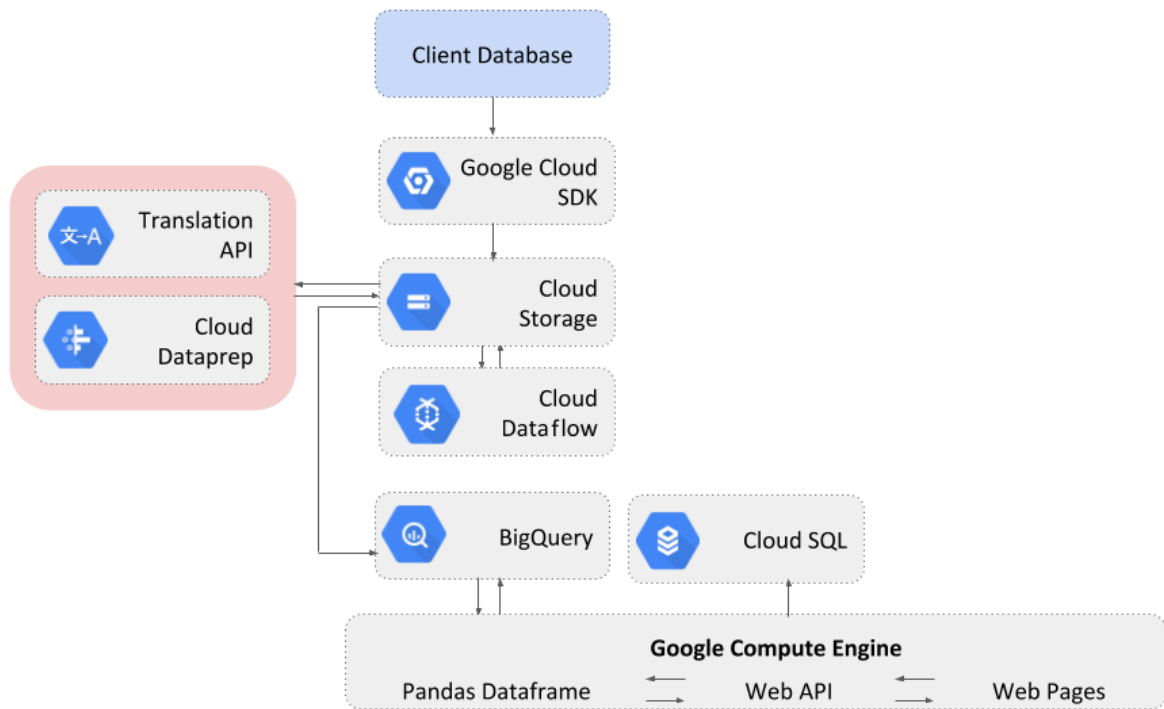 Client Database
Google Cloud
SDK
Translation
API
文→A
Cloud
Dataprep
Cloud
Storage
Cloud
Dataflow
BigQuery
Cloud SQL
Google Compute Engine
Pandas Dataframe
Web API
Web Pages